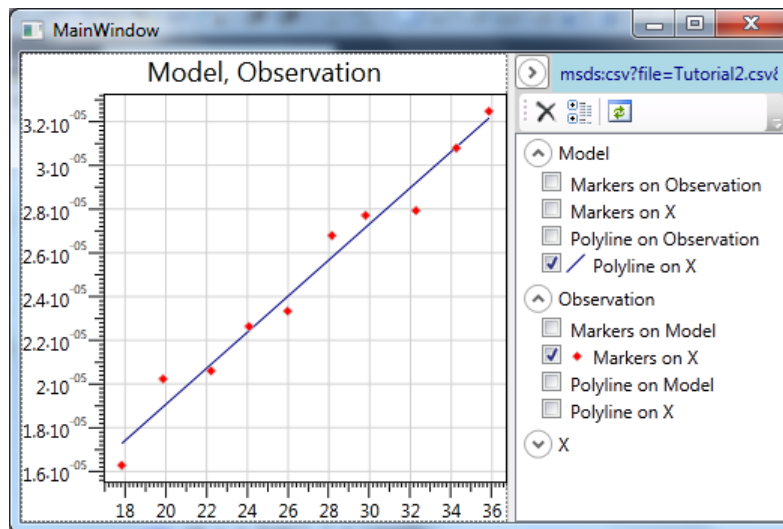 MainWindow
Model, Observation
msds:csv?file=Tutorial2.csv&
3.2·10⁻⁰⁵
3·10⁻⁰⁵
2.8·10⁻⁰⁵
2.6·10⁻⁰⁵
2.4·10⁻⁰⁵
2.2·10⁻⁰⁵
2·10⁻⁰⁵
1.8·10⁻⁰⁵
1.6·10⁻⁰⁵
18 20 22 24 26 28 30 32 34 36
Model
Markers on Observation
Markers on X
Polyline on Observation
Polyline on X
Observation
Markers on Model
Markers on X
Polyline on Model
Polyline on X
X